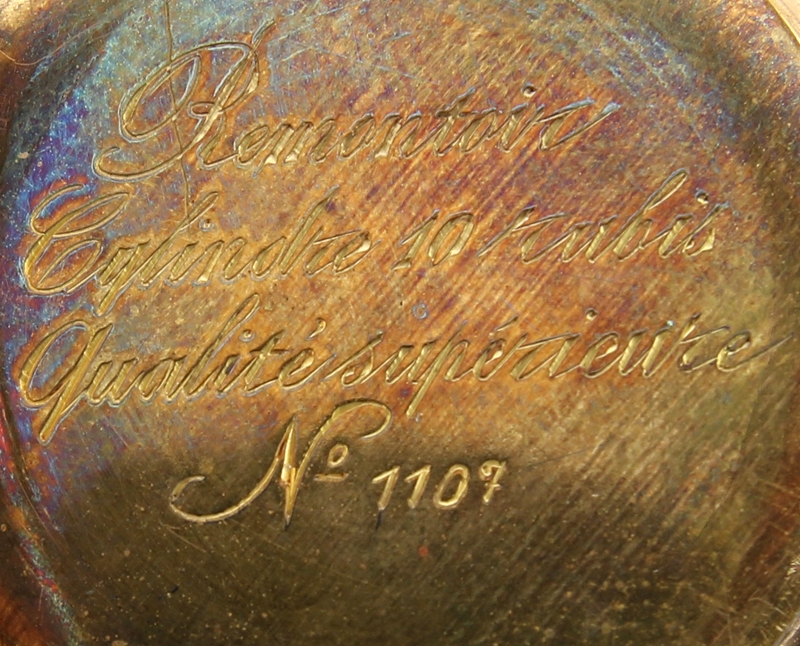 Remontoir
Cylindre 10 rubis
Qualité supérieure
Nº 1107